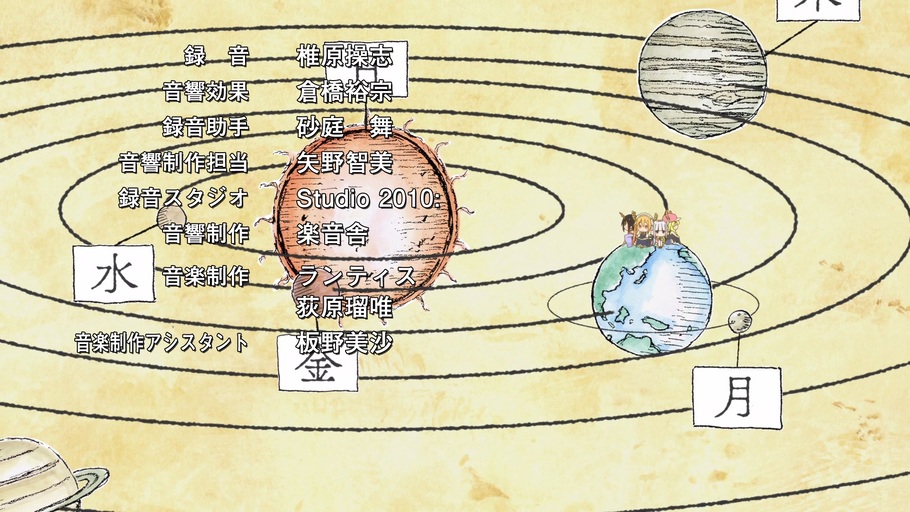 録音 椎原操志
音響効果 倉橋裕宗
録音助手 砂庭 舞
音響制作担当 矢野智美
録音スタジオ Studio 2010:
音響制作 楽音舎
音楽制作 ランティス
荻原瑠唯
音楽制作アシスタント 板野美沙
日
水
金
月